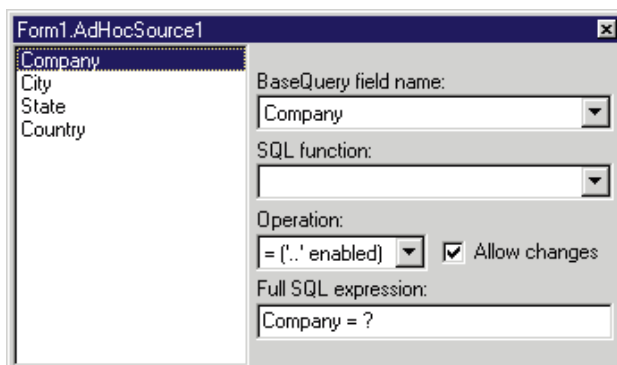 Form1.AdHocSource1
Company
City
State
Country
BaseQuery field name:
Company
SQL function:
Operation:
= ('..' enabled)
Allow changes
Full SQL expression:
Company = ?